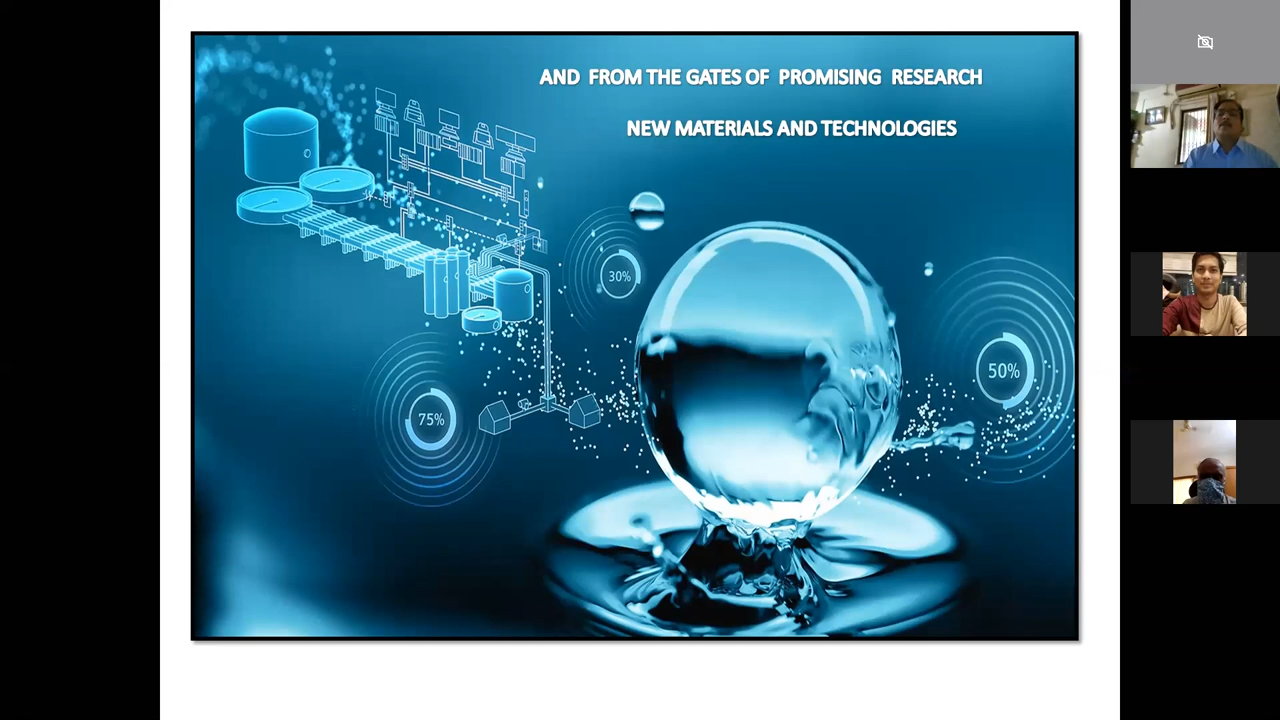 AND FROM THE GATES OF PROMISING RESEARCH
NEW MATERIALS AND TECHNOLOGIES
30%
50%
75%